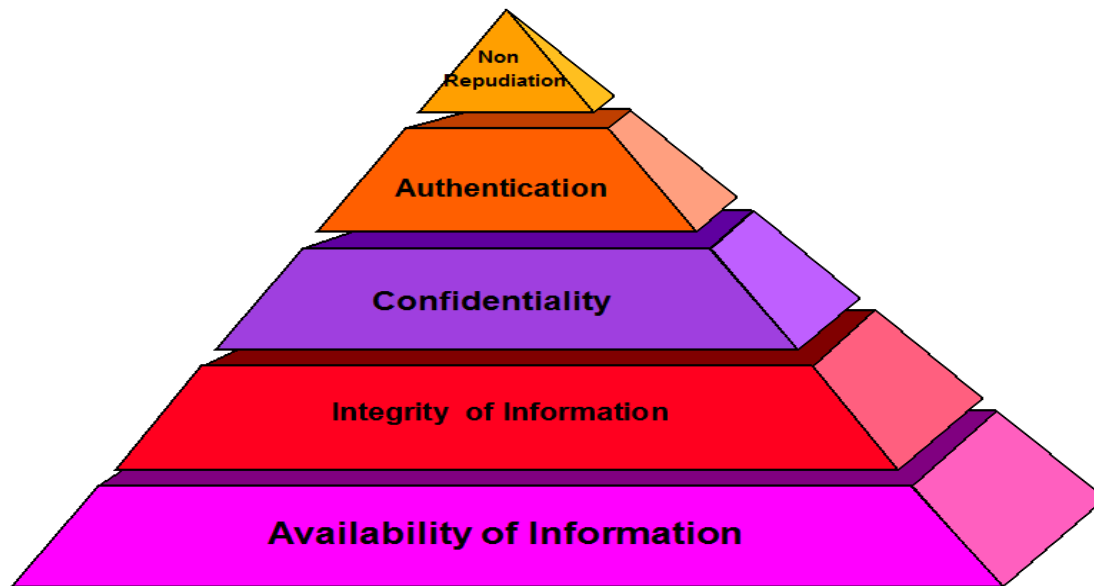 Non
Repudiation
Authentication
Confidentiality
Integrity of Information
Availability of Information